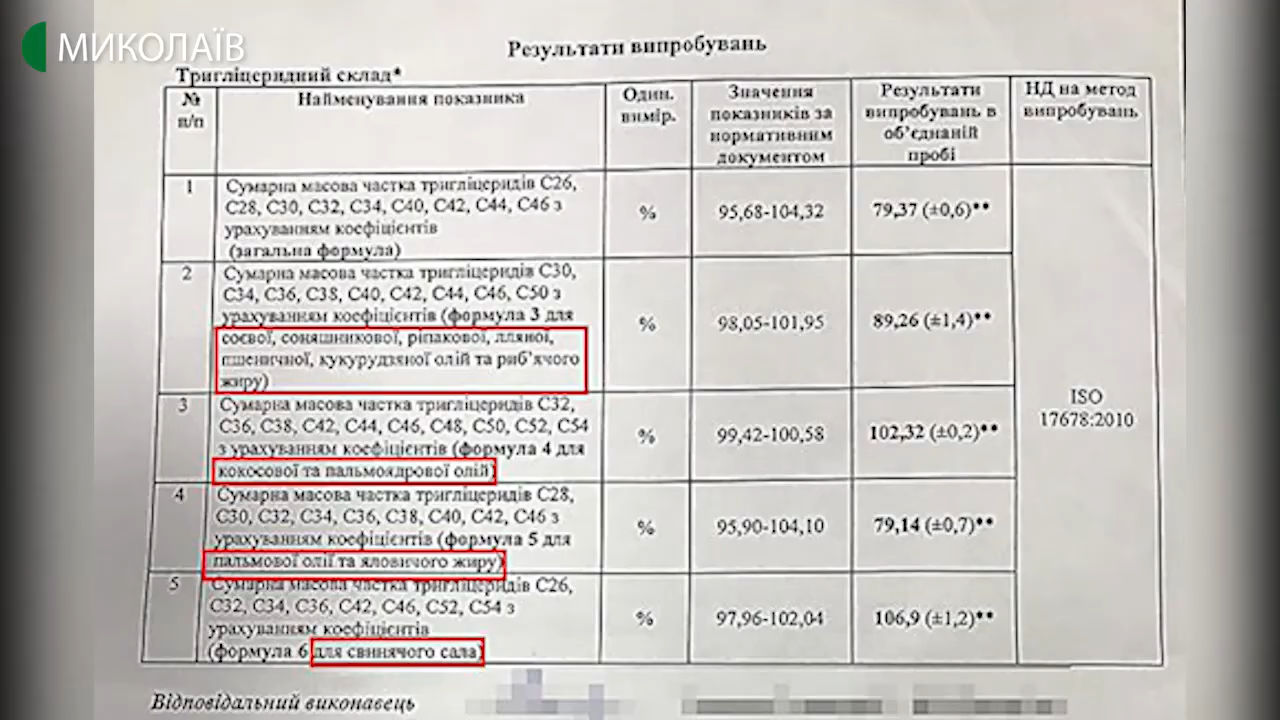 МИКОЛАЇВ
Результати випробувань
Тригліцеридний склад*
№ п/п
Найменування показника
Один. вимір.
Значення показників за нормативним документом
Результати випробувань в об’єднаній пробі
НД на метод випробувань
1
Сумарна масова частка тригліцеридів С26,
С28, С30, С32, С34, С40, С42, С44, С46 з
урахуванням коефіцієнтів
(загальна формула)
%
95,68-104,32
79,37 (±0,6)**
2
Сумарна масова частка тригліцеридів С30,
С34, С36, С38, С40, С42, С44, С46, С50 з
урахуванням коефіцієнтів (формула 3 для
соєвої, соняшникової, ріпакової, лляної,
пшеничної, кукурудзяної олій та риб’ячого
жиру)
%
98,05-101,95
89,26 (±1,4)**
3
Сумарна масова частка тригліцеридів С32,
С36, С38, С42, С44, С46, С48, С50, С52, С54
з урахуванням коефіцієнтів (формула 4 для
кокосової та пальмоядрової олій)
%
99,42-100,58
102,32 (±0,2)**
4
Сумарна масова частка тригліцеридів С28,
С30, С32, С34, С36, С38, С40, С42, С46 з
урахуванням коефіцієнтів (формула 5 для
пальмової олії та яловичого жиру)
%
95,90-104,10
79,14 (±0,7)**
5
Сумарна масова частка тригліцеридів С26,
С32, С34, С36, С42, С46, С52, С54 з
урахуванням коефіцієнтів
(формула 6 для свинячого сала)
%
97,96-102,04
106,9 (±1,2)**
ISO
17678:2010
Відповідальний виконавець